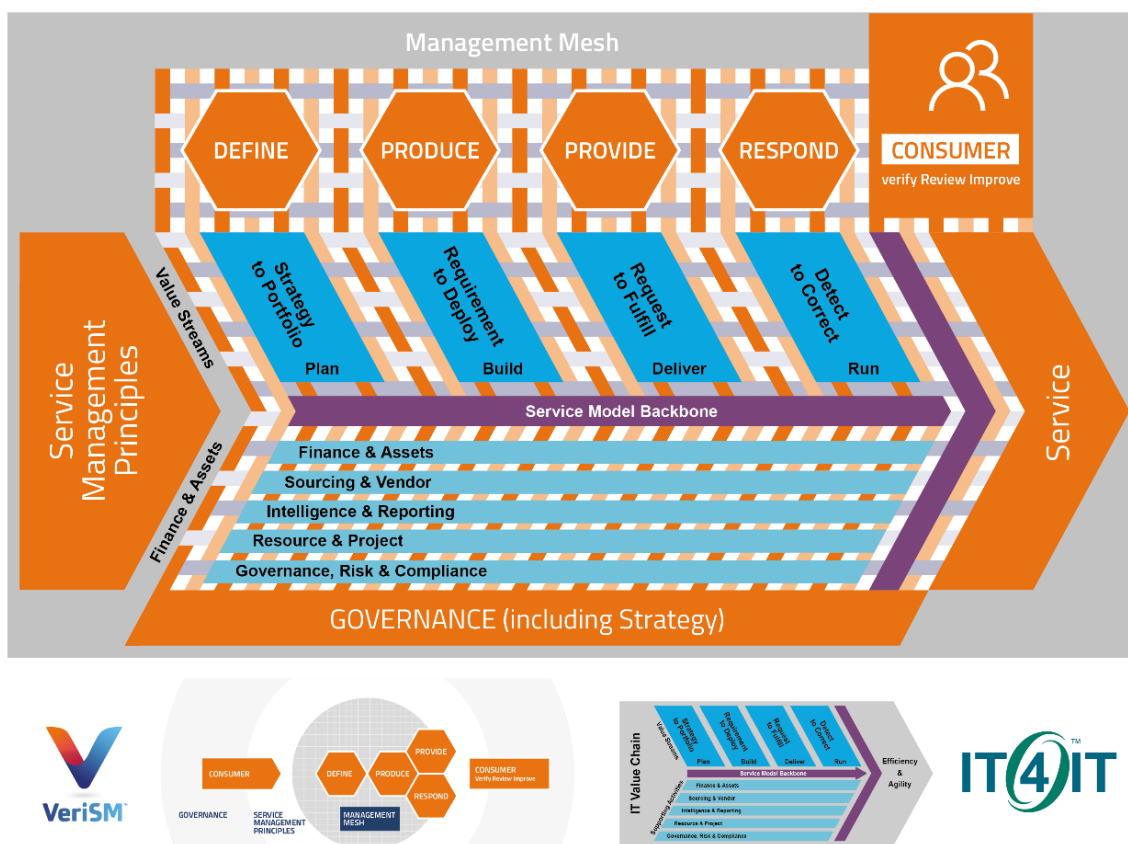 Management Mesh
DEFINE
PRODUCE
PROVIDE
RESPOND
CONSUMER
verify Review Improve
Service
Management
Principles
Value Streams
Finance & Assets
Strategy
to Portfolio
Plan
Requirement
to Deploy
Build
Request
to Fulfill
Deliver
Detect
to Correct
Run
Service Model Backbone
Finance & Assets
Sourcing & Vendor
Intelligence & Reporting
Resource & Project
Governance, Risk & Compliance
Service
GOVERNANCE (including Strategy)
VeriSM™
CONSUMER
GOVERNANCE
SERVICE
MANAGEMENT
PRINCIPLES
DEFINE
PRODUCE
PROVIDE
RESPOND
MANAGEMENT
MESH
CONSUMER
Verify Review Improve
IT Value Chain
Value Streams
Supporting Activities
Strategy
to Portfolio
Plan
Requirement
to Deploy
Build
Request
to Fulfill
Deliver
Detect
to Correct
Run
Service Model Backbone
Finance & Assets
Sourcing & Vendor
Intelligence & Reporting
Resource & Project
Governance, Risk & Compliance
Efficiency
&
Agility
IT4IT™